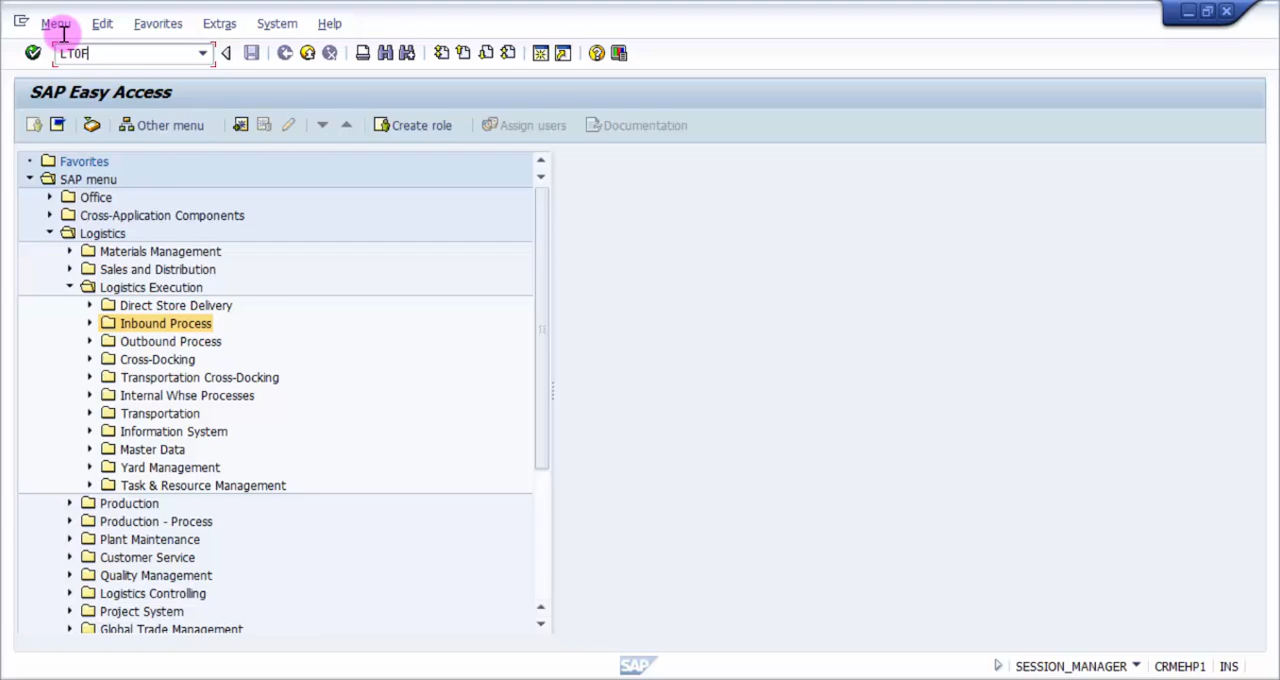 Menu Edit Favorites Extras System Help
LT0F
SAP Easy Access
Other menu Create role Assign users Documentation
Favorites
SAP menu
Office
Cross-Application Components
Logistics
Materials Management
Sales and Distribution
Logistics Execution
Direct Store Delivery
Inbound Process
Outbound Process
Cross-Docking
Transportation Cross-Docking
Internal Whse Processes
Transportation
Information System
Master Data
Yard Management
Task & Resource Management
Production
Production - Process
Plant Maintenance
Customer Service
Quality Management
Logistics Controlling
Project System
Global Trade Management
SAP SESSION_MANAGER CRMEHP1 INS